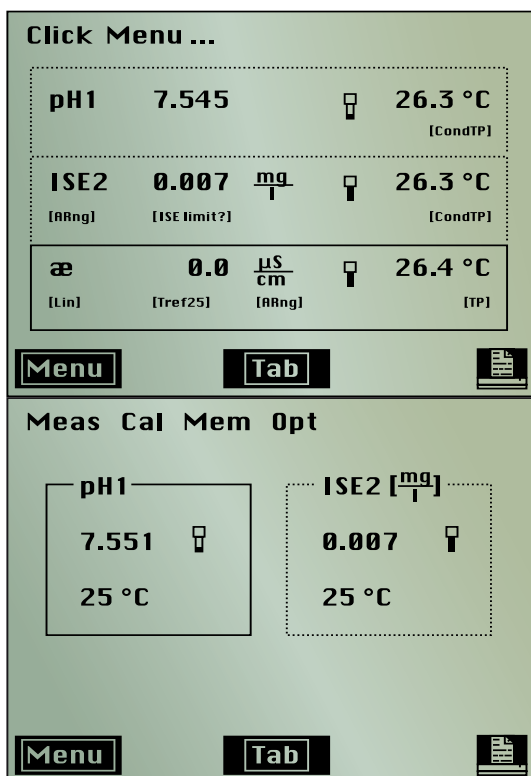 Click Menu ...
pH1 7.545 26.3 °C
[CondTP]
ISE2 0.007 mg/l 26.3 °C
[ARng] [ISE limit?] [CondTP]
æ 0.0 µS/cm 26.4 °C
[Lin] [Tref25] [ARng] [TP]
Menu Tab
Meas Cal Mem Opt
pH1 ISE2 [mg/l]
7.551 0.007
25 °C 25 °C
Menu Tab